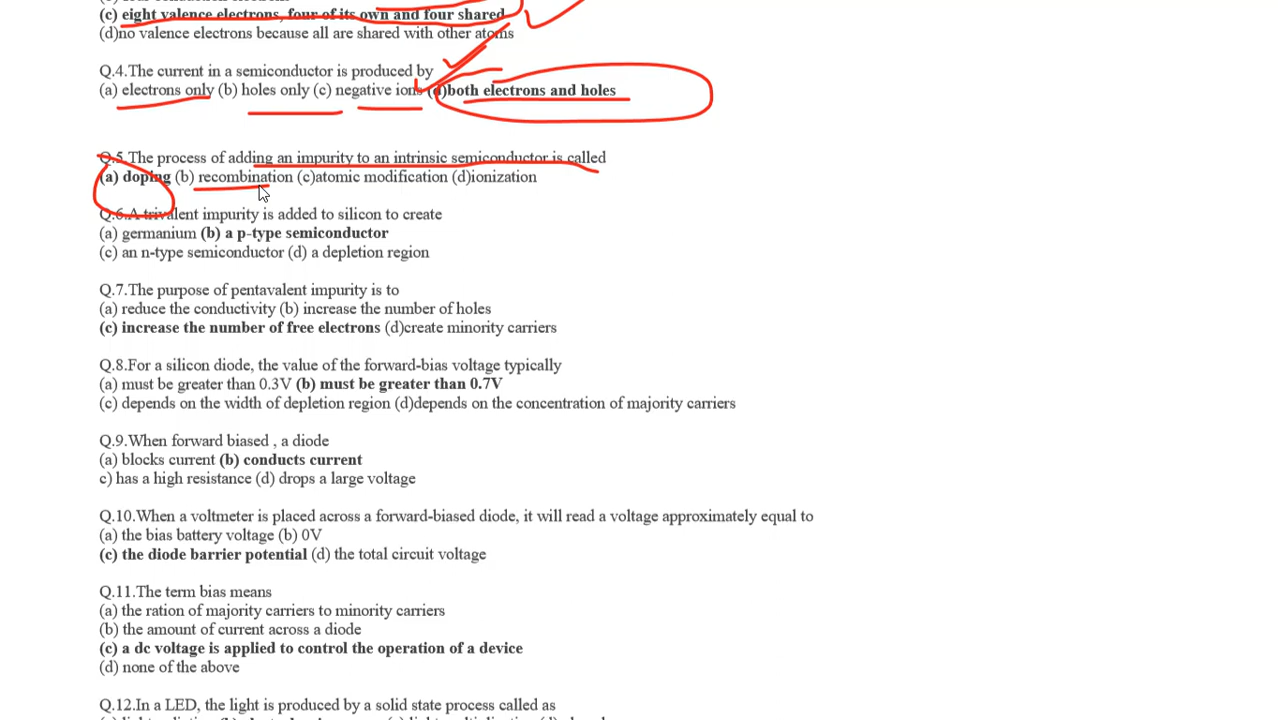 (c) eight valence electrons, four of its own and four shared
(d)no valence electrons because all are shared with other atoms
Q.4.The current in a semiconductor is produced by
(a) electrons only (b) holes only (c) negative ions (d)both electrons and holes
Q.5.The process of adding an impurity to an intrinsic semiconductor is called
(a) doping (b) recombination (c)atomic modification (d)ionization
Q.6.A trivalent impurity is added to silicon to create
(a) germanium (b) a p-type semiconductor
(c) an n-type semiconductor (d) a depletion region
Q.7.The purpose of pentavalent impurity is to
(a) reduce the conductivity (b) increase the number of holes
(c) increase the number of free electrons (d)create minority carriers
Q.8.For a silicon diode, the value of the forward-bias voltage typically
(a) must be greater than 0.3V (b) must be greater than 0.7V
(c) depends on the width of depletion region (d)depends on the concentration of majority carriers
Q.9.When forward biased , a diode
(a) blocks current (b) conducts current
c) has a high resistance (d) drops a large voltage
Q.10.When a voltmeter is placed across a forward-biased diode, it will read a voltage approximately equal to
(a) the bias battery voltage (b) 0V
(c) the diode barrier potential (d) the total circuit voltage
Q.11.The term bias means
(a) the ration of majority carriers to minority carriers
(b) the amount of current across a diode
(c) a dc voltage is applied to control the operation of a device
(d) none of the above
Q.12.In a LED, the light is produced by a solid state process called as